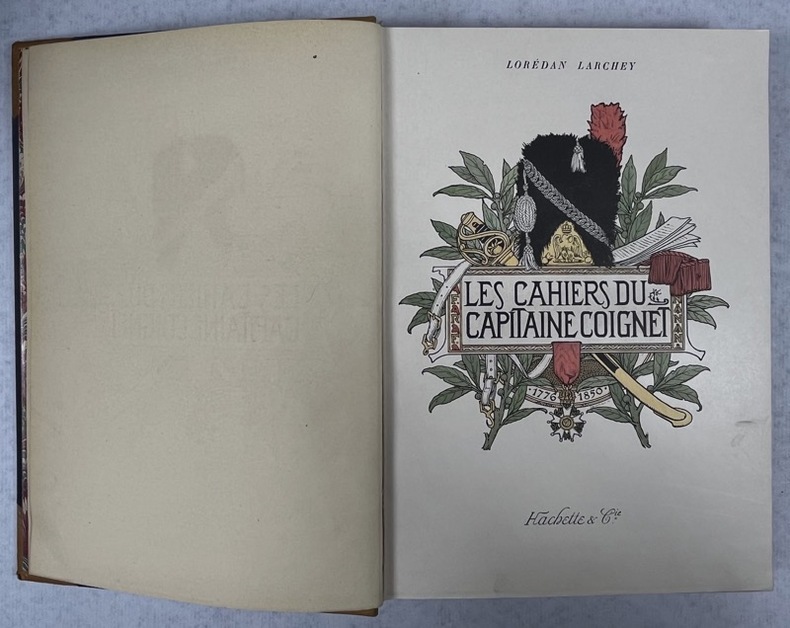 LORÉDAN LARCHEY
LES CAHIERS DU
CAPITAINE COIGNET
1776 1850
Hachette & Cie.